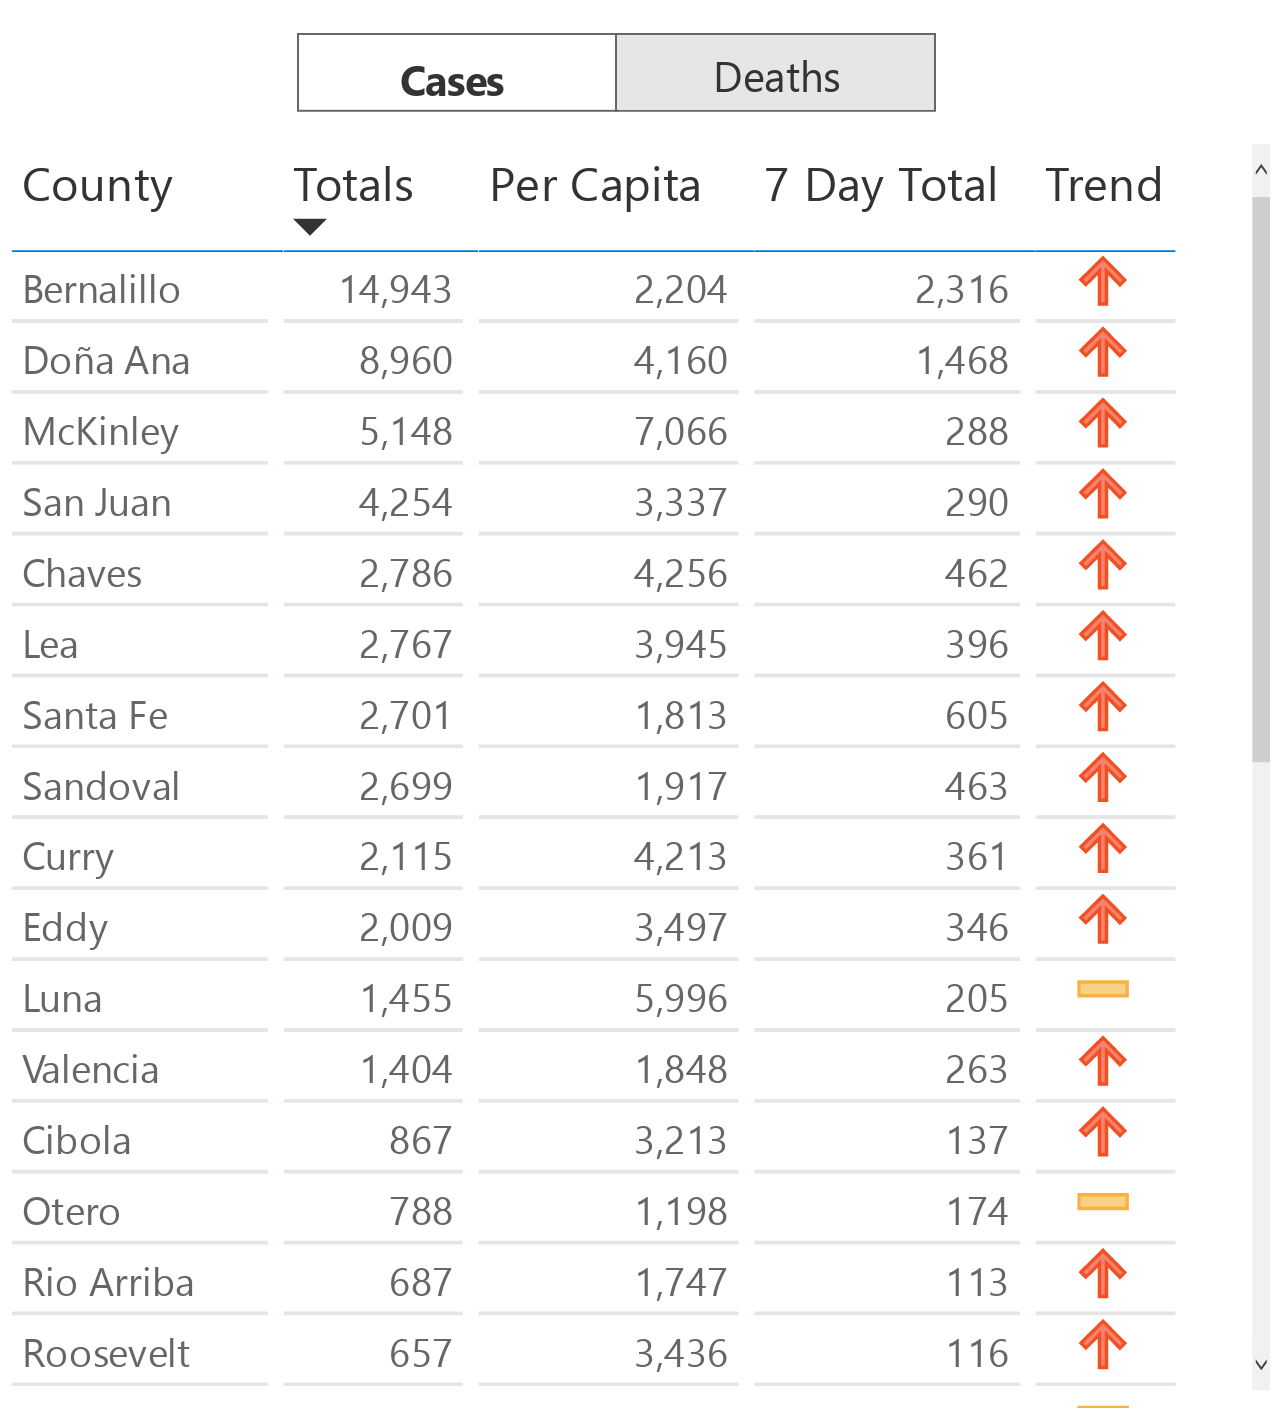 Cases Deaths
County Totals Per Capita 7 Day Total Trend
Bernalillo 14,943 2,204 2,316
Doña Ana 8,960 4,160 1,468
McKinley 5,148 7,066 288
San Juan 4,254 3,337 290
Chaves 2,786 4,256 462
Lea 2,767 3,945 396
Santa Fe 2,701 1,813 605
Sandoval 2,699 1,917 463
Curry 2,115 4,213 361
Eddy 2,009 3,497 346
Luna 1,455 5,996 205
Valencia 1,404 1,848 263
Cibola 867 3,213 137
Otero 788 1,198 174
Rio Arriba 687 1,747 113
Roosevelt 657 3,436 116